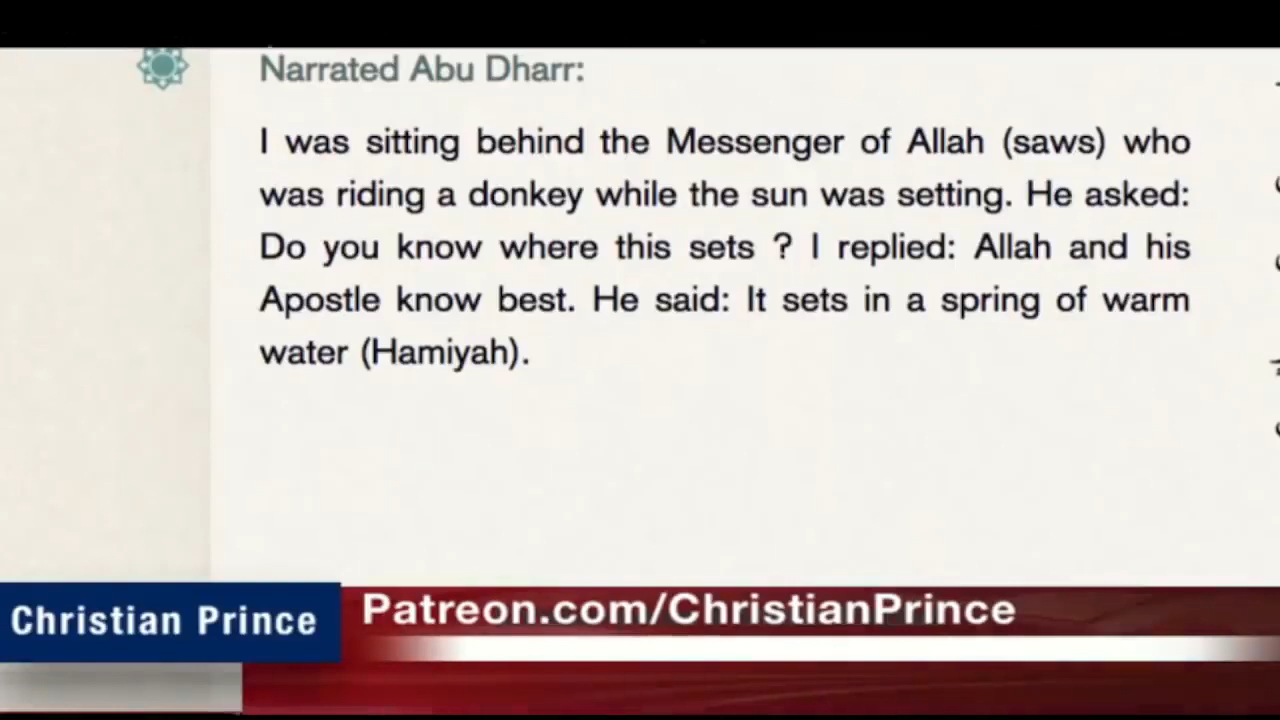 Narrated Abu Dharr:
I was sitting behind the Messenger of Allah (saws) who
was riding a donkey while the sun was setting. He asked:
Do you know where this sets ? I replied: Allah and his
Apostle know best. He said: It sets in a spring of warm
water (Hamiyah).
Christian Prince
Patreon.com/ChristianPrince